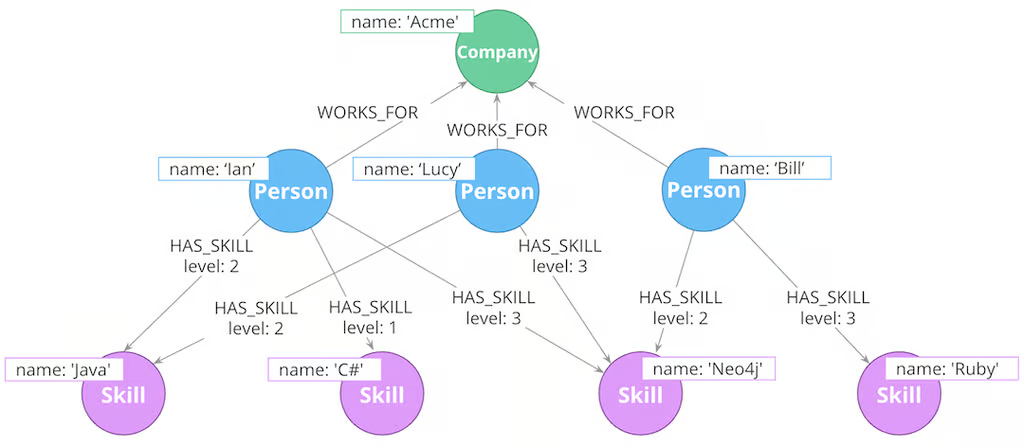 name: 'Acme'
Company
WORKS_FOR
WORKS_FOR
WORKS_FOR
name: ‘Ian’
Person
name: ‘Lucy’
Person
name: ‘Bill’
Person
HAS_SKILL
level: 2
HAS_SKILL
level: 3
HAS_SKILL
level: 2
HAS_SKILL
level: 1
HAS_SKILL
level: 3
HAS_SKILL
level: 2
HAS_SKILL
level: 3
name: 'Java'
Skill
name: 'C#'
Skill
name: 'Neo4j'
Skill
name: 'Ruby'
Skill